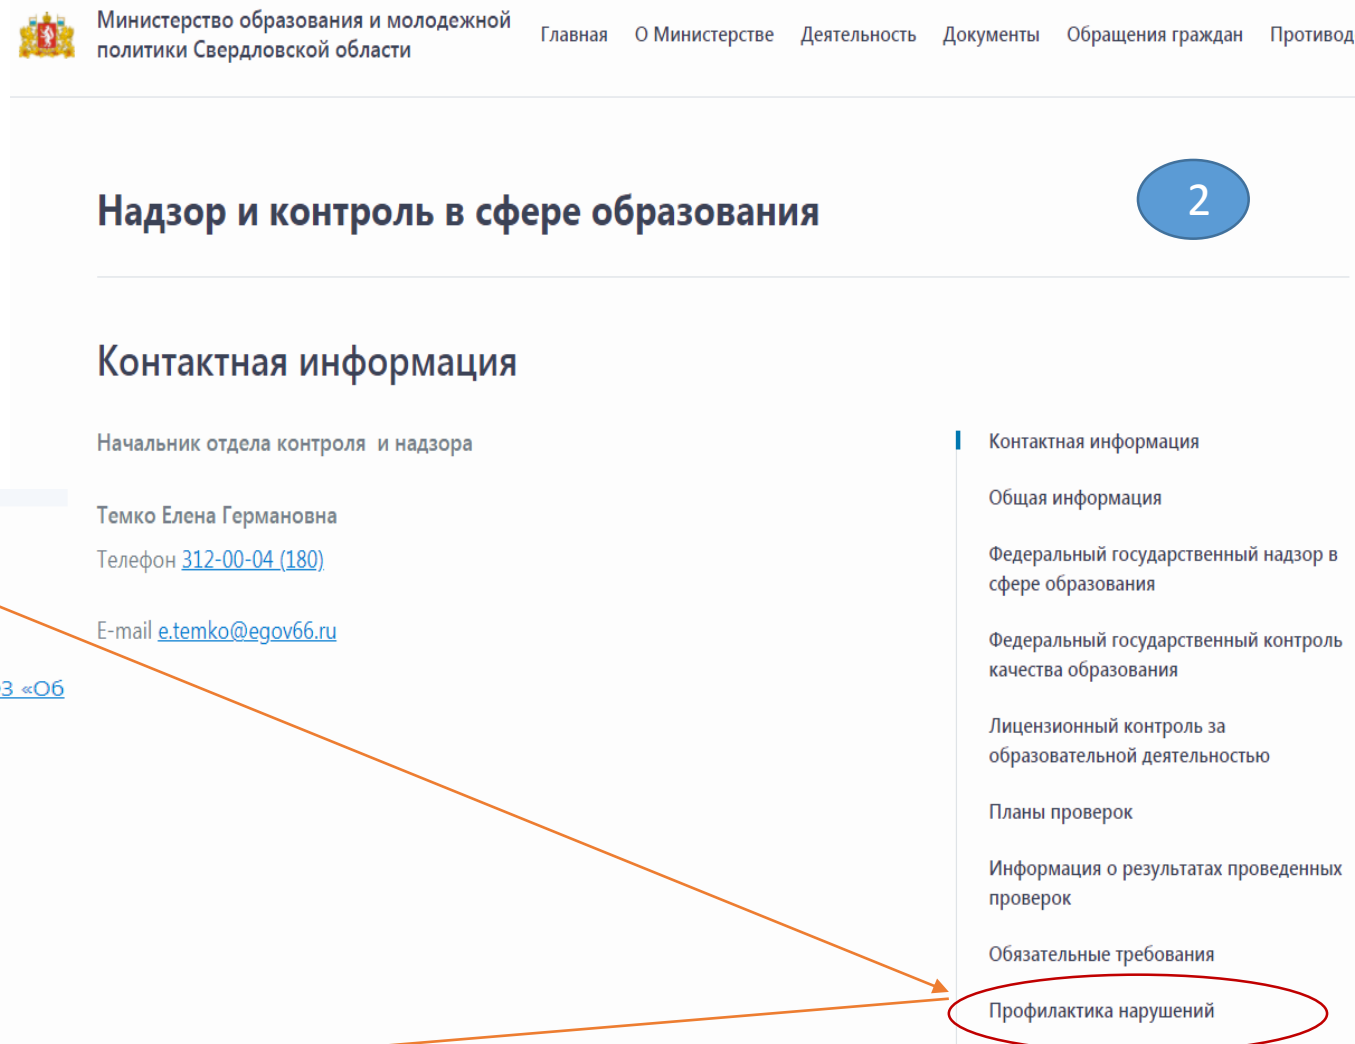 Министерство образования и молодежной
политики Свердловской области
Главная О Министерстве Деятельность Документы Обращения граждан Противод
Надзор и контроль в сфере образования
2
Контактная информация
Начальник отдела контроля и надзора
Темко Елена Германовна
Телефон 312-00-04 (180)
E-mail e.temko@egov66.ru
З «Об
Контактная информация
Общая информация
Федеральный государственный надзор в
сфере образования
Федеральный государственный контроль
качества образования
Лицензионный контроль за
образовательной деятельностью
Планы проверок
Информация о результатах проведенных
проверок
Обязательные требования
Профилактика нарушений